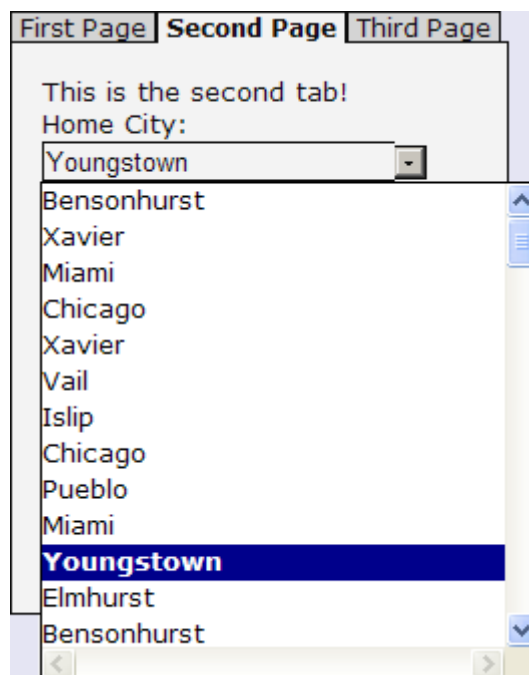 First Page Second Page Third Page
This is the second tab!
Home City:
Youngstown
Bensonhurst
Xavier
Miami
Chicago
Xavier
Vail
Islip
Chicago
Pueblo
Miami
Youngstown
Elmhurst
Bensonhurst